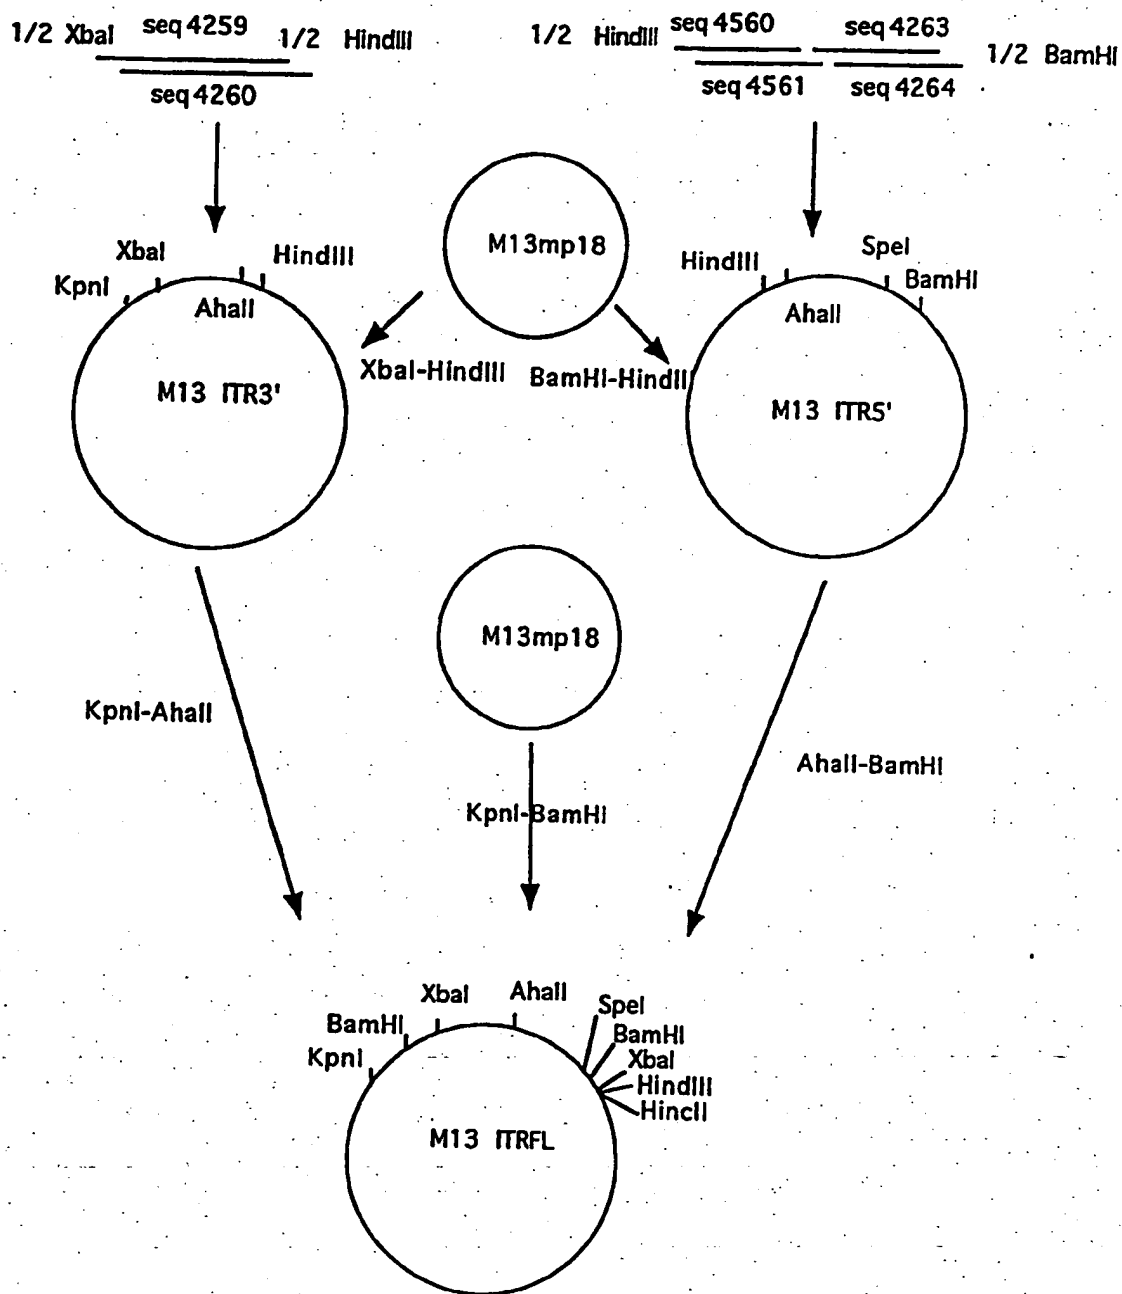 1/2 XbaI seq 4259 1/2 HindIII
seq 4260
1/2 HindIII seq 4560 seq 4263 1/2 BamHI
seq 4561 seq 4264
M13mp18
KpnI XbaI AhaII HindIII
M13 ITR3'
XbaI-HindIII
BamHI-HindIII
HindIII AhaII SpeI BamHI
M13 ITR5'
M13mp18
KpnI-AhaII
KpnI-BamHI
AhaII-BamHI
KpnI
BamHI
XbaI
AhaII
SpeI
BamHI
XbaI
HindIII
HincII
M13 ITRFL